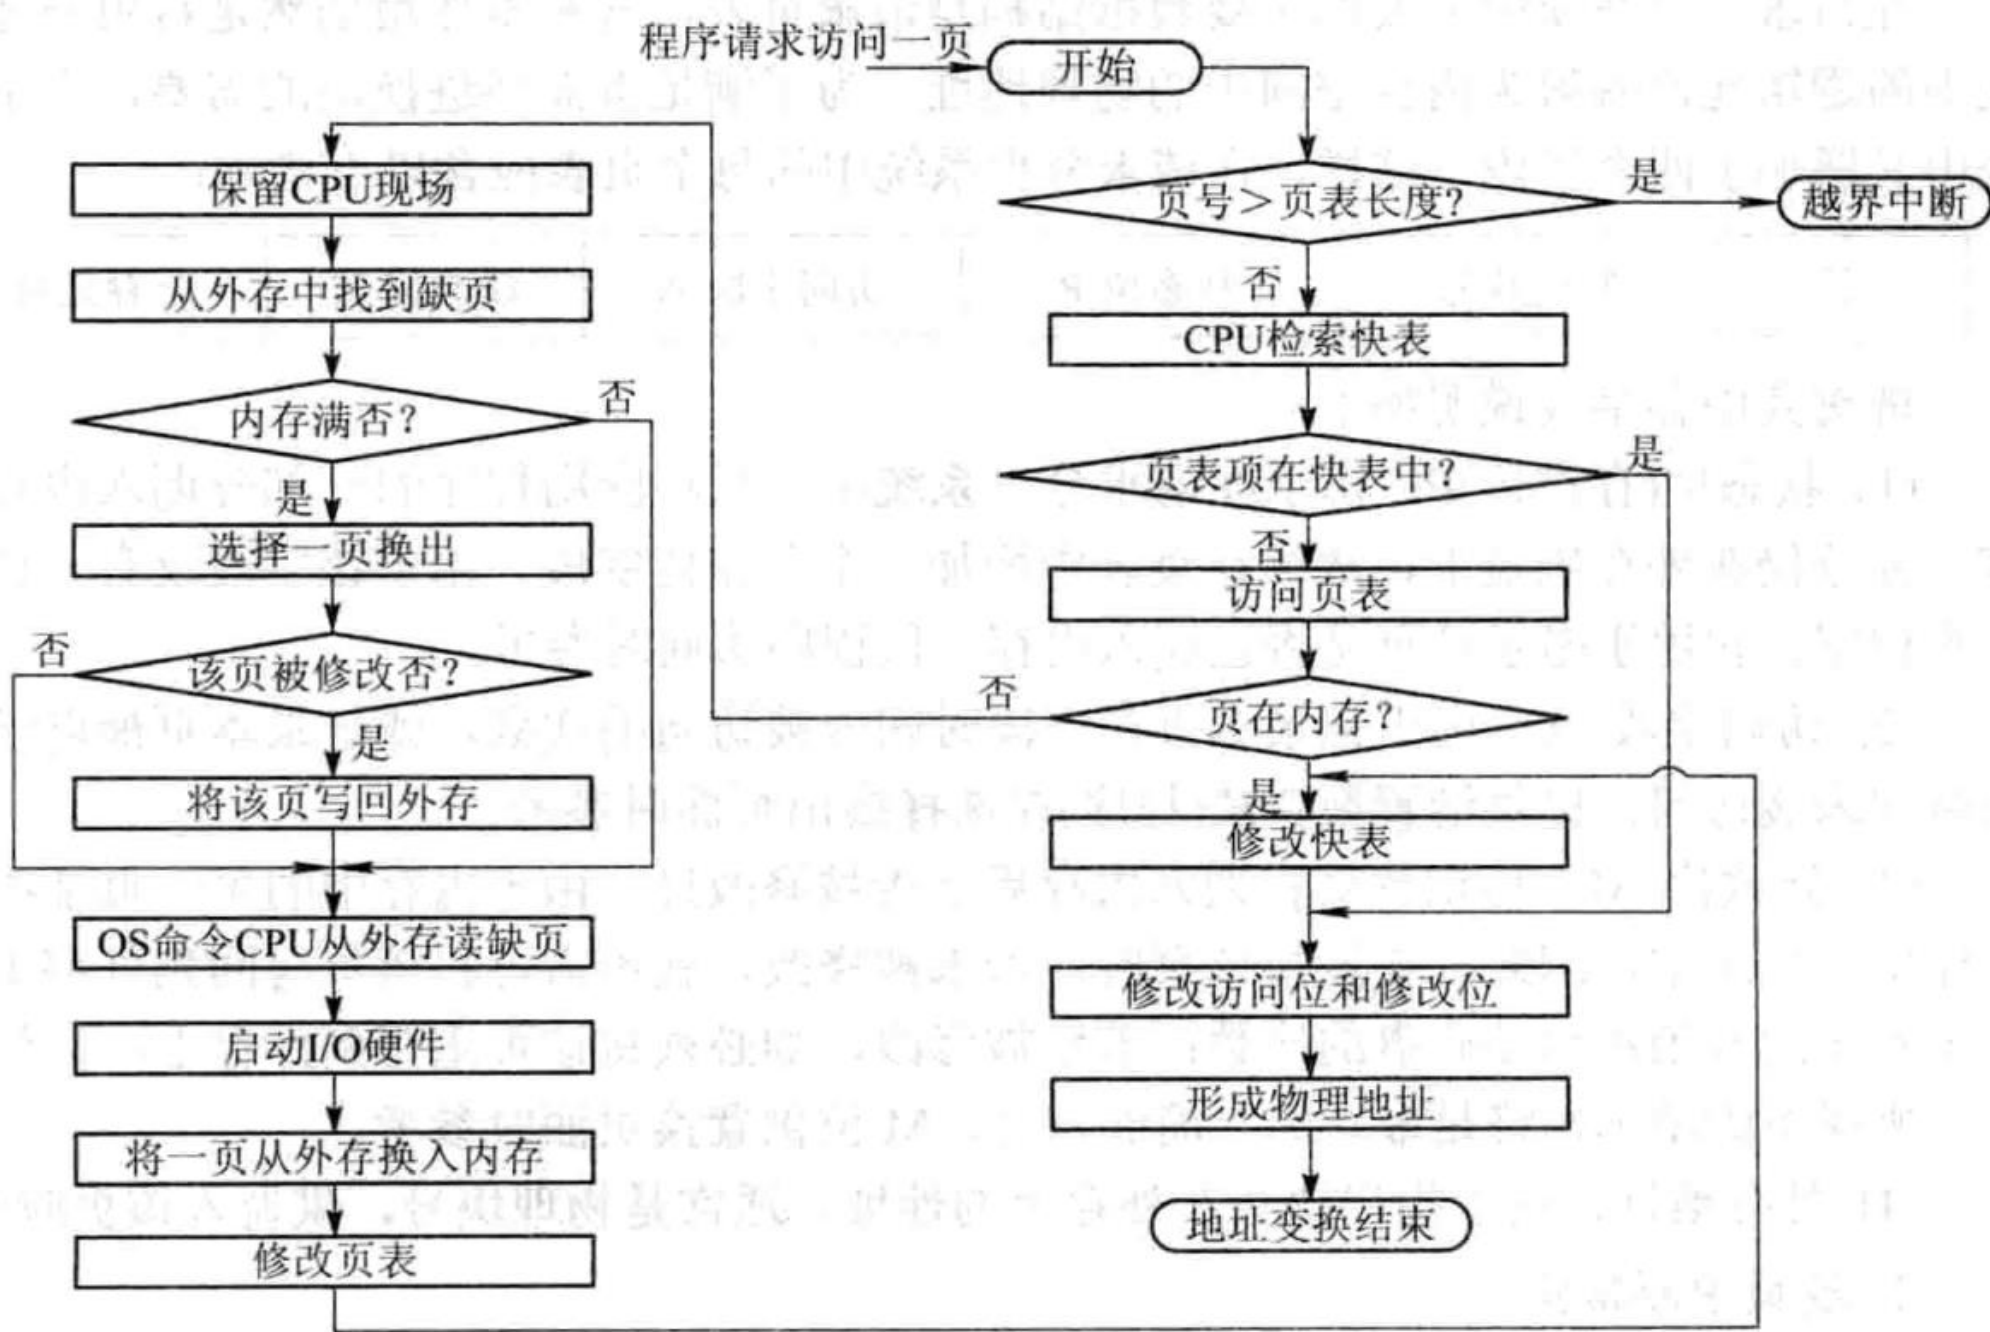 程序请求访问一页
开始
页号＞页表长度?
是
越界中断
否
CPU检索快表
页表项在快表中?
是
否
访问页表
页在内存?
否
是
修改快表
修改访问位和修改位
形成物理地址
地址变换结束
保留CPU现场
从外存中找到缺页
内存满否?
否
是
选择一页换出
该页被修改否?
否
是
将该页写回外存
OS命令CPU从外存读缺页
启动I/O硬件
将一页从外存换入内存
修改页表